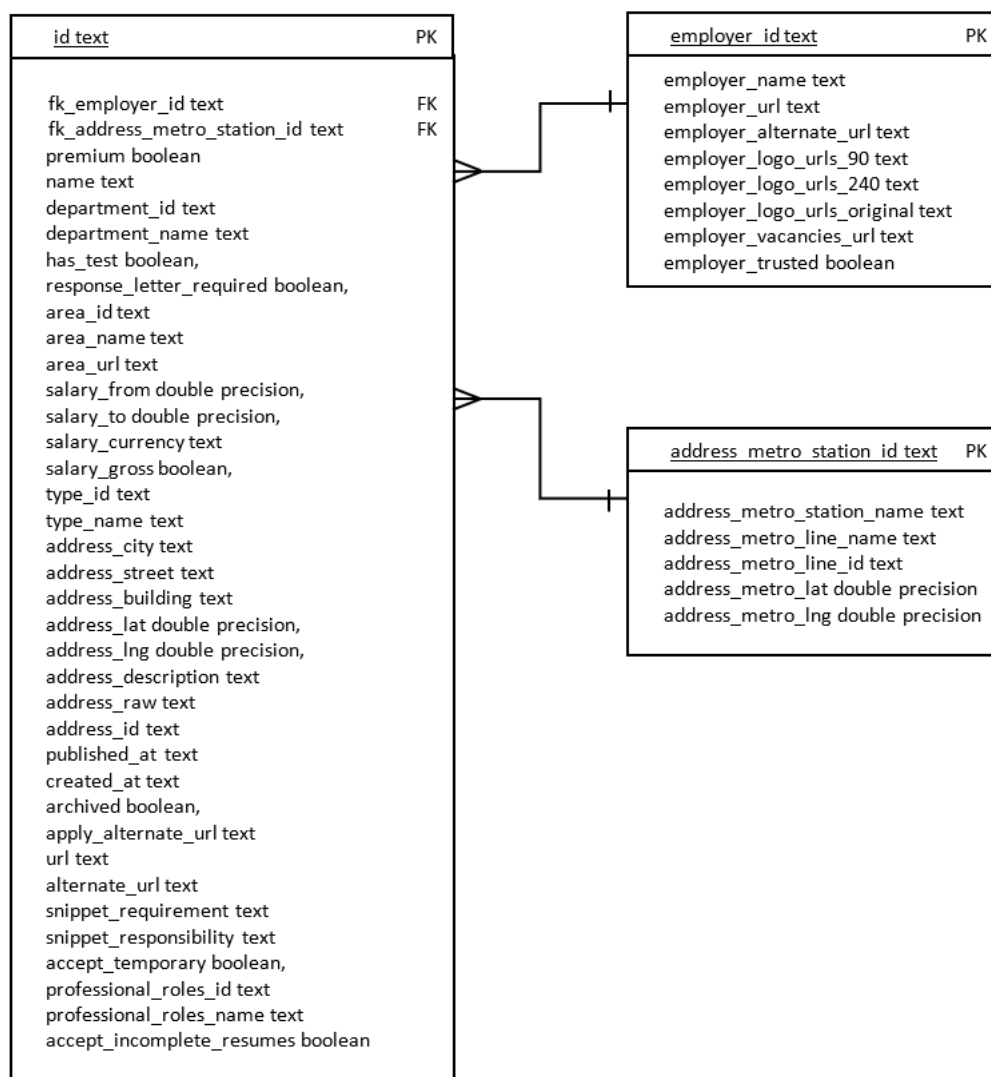 id text PK
fk_employer_id text FK
fk_address_metro_station_id text FK
premium boolean
name text
department_id text
department_name text
has_test boolean,
response_letter_required boolean,
area_id text
area_name text
area_url text
salary_from double precision,
salary_to double precision,
salary_currency text
salary_gross boolean,
type_id text
type_name text
address_city text
address_street text
address_building text
address_lat double precision,
address_lng double precision,
address_description text
address_raw text
address_id text
published_at text
created_at text
archived boolean,
apply_alternate_url text
url text
alternate_url text
snippet_requirement text
snippet_responsibility text
accept_temporary boolean,
professional_roles_id text
professional_roles_name text
accept_incomplete_resumes boolean
employer_id text PK
employer_name text
employer_url text
employer_alternate_url text
employer_logo_urls_90 text
employer_logo_urls_240 text
employer_logo_urls_original text
employer_vacancies_url text
employer_trusted boolean
address_metro_station_id text PK
address_metro_station_name text
address_metro_line_name text
address_metro_line_id text
address_metro_lat double precision
address_metro_lng double precision